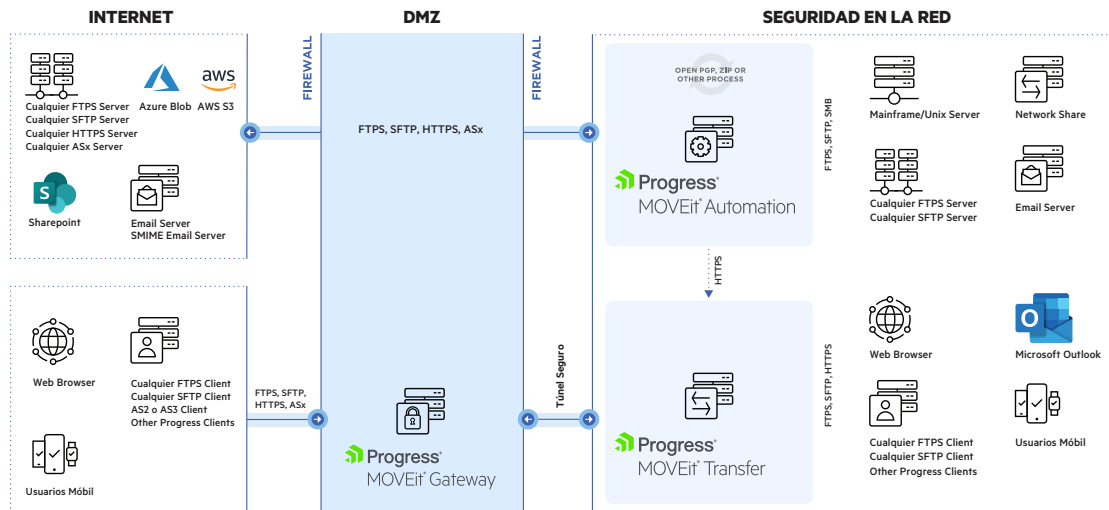 INTERNET
DMZ
SEGURIDAD EN LA RED
FIREWALL
FIREWALL
Cualquier FTPS Server
Cualquier SFTP Server
Cualquier HTTPS Server
Cualquier ASx Server
Azure Blob
aws
AWS S3
S
Sharepoint
Email Server
SMIME Email Server
FTPS, SFTP, HTTPS, ASx
OPEN PGP, ZIP OR
OTHER PROCESS
Progress®
MOVEit® Automation
FTPS, SFTP, SMB
Mainframe/Unix Server
Network Share
Cualquier FTPS Server
Cualquier SFTP Server
Email Server
HTTPS
Web Browser
Cualquier FTPS Client
Cualquier SFTP Client
AS2 o AS3 Client
Other Progress Clients
Usuarios Móbil
FTPS, SFTP,
HTTPS, ASx
Progress®
MOVEit® Gateway
Túnel Seguro
Progress®
MOVEit® Transfer
FTPS, SFTP, HTTPS
Web Browser
O
Microsoft Outlook
Cualquier FTPS Client
Cualquier SFTP Client
Other Progress Clients
Usuarios Móbil